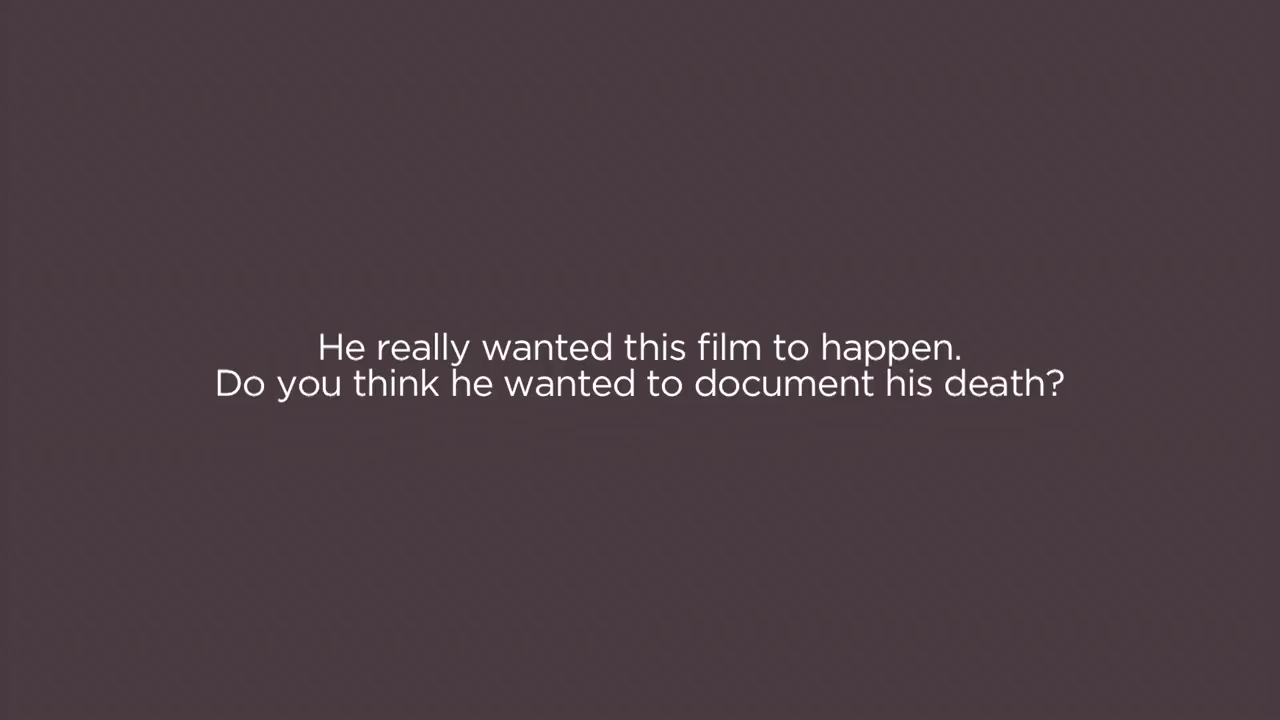 He really wanted this film to happen.
Do you think he wanted to document his death?